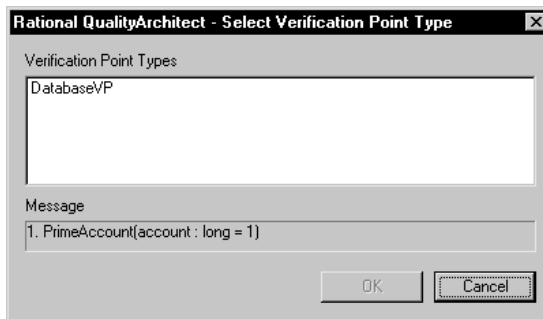 Rational QualityArchitect - Select Verification Point Type
Verification Point Types
DatabaseVP
Message
1. PrimeAccount(account : long = 1)
OK Cancel